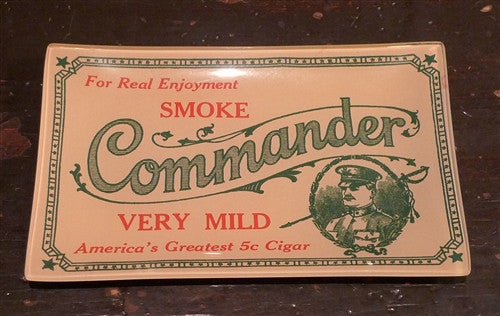 For Real Enjoyment
SMOKE
Commander
VERY MILD
America's Greatest 5c Cigar